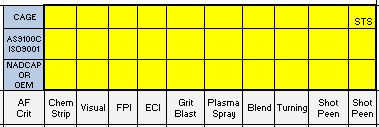 CAGE STS
AS9100C
ISO9001
NADCAP
OR
OEM
AF Crit Chem Strip Visual FPI ECI Grit Blast Plasma Spray Blend Turning Shot Peen Shot Peen